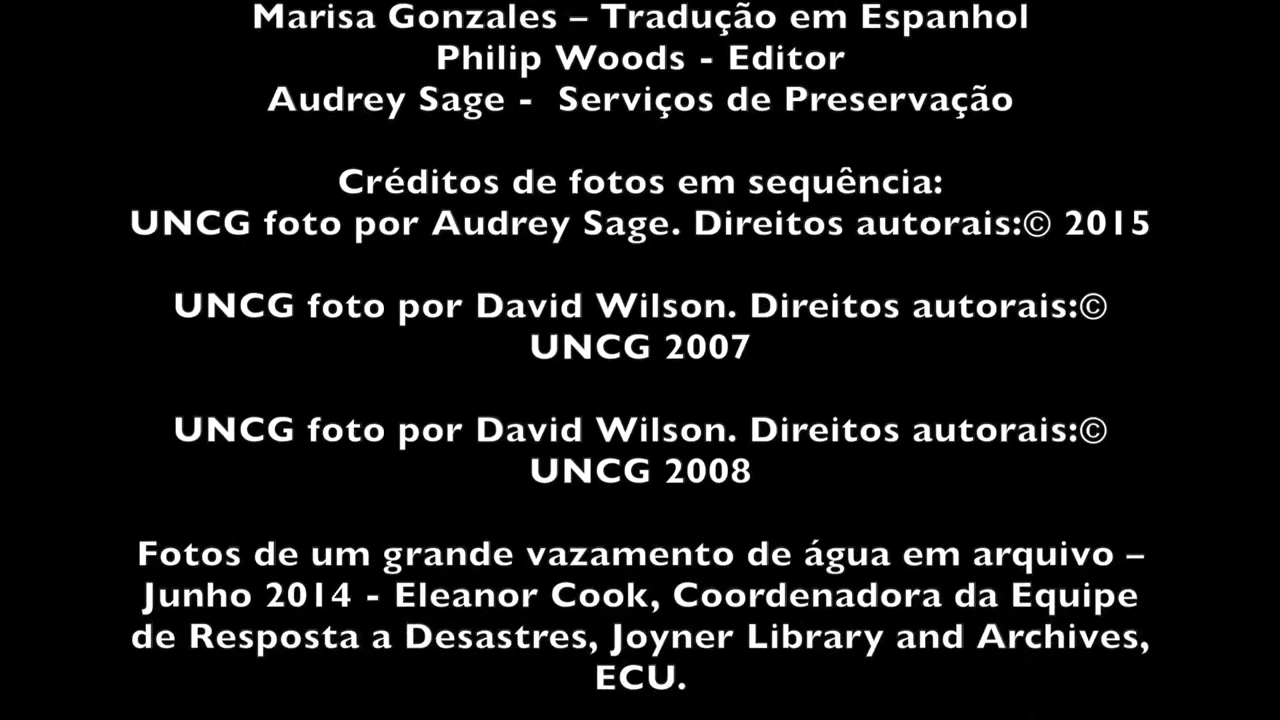 Marisa Gonzales – Tradução em Espanhol
Philip Woods - Editor
Audrey Sage -  Serviços de Preservação
Créditos de fotos em sequência:
UNCG foto por Audrey Sage. Direitos autorais:© 2015
UNCG foto por David Wilson. Direitos autorais:©
UNCG 2007
UNCG foto por David Wilson. Direitos autorais:©
UNCG 2008
Fotos de um grande vazamento de água em arquivo –
Junho 2014 - Eleanor Cook, Coordenadora da Equipe
de Resposta a Desastres, Joyner Library and Archives,
ECU.